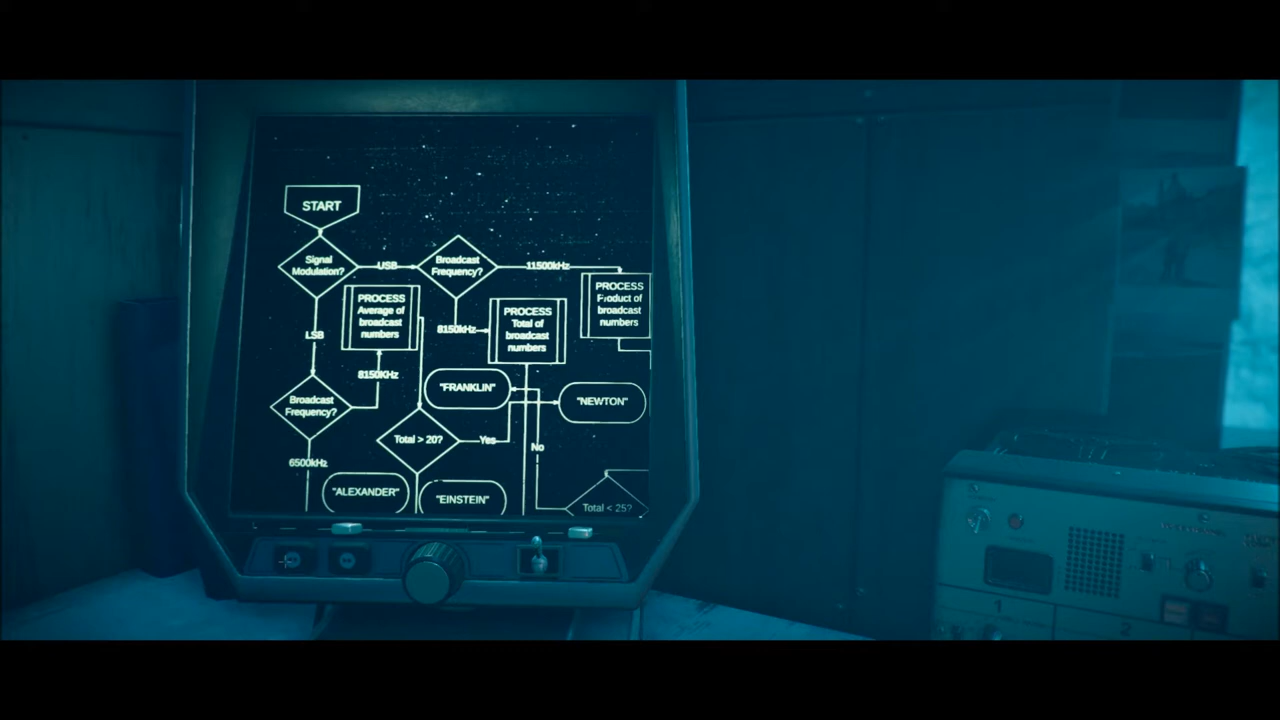 START
Signal
Modulation?
USB
Broadcast
Frequency?
11500kHz
PROCESS
Product of
broadcast
numbers
PROCESS
Average of
broadcast
numbers
PROCESS
Total of
broadcast
numbers
LSB
8150kHz
8150KHz
"FRANKLIN"
"NEWTON"
Broadcast
Frequency?
Total > 20?
Yes
No
6500kHz
"ALEXANDER"
"EINSTEIN"
Total < 25?
1
2